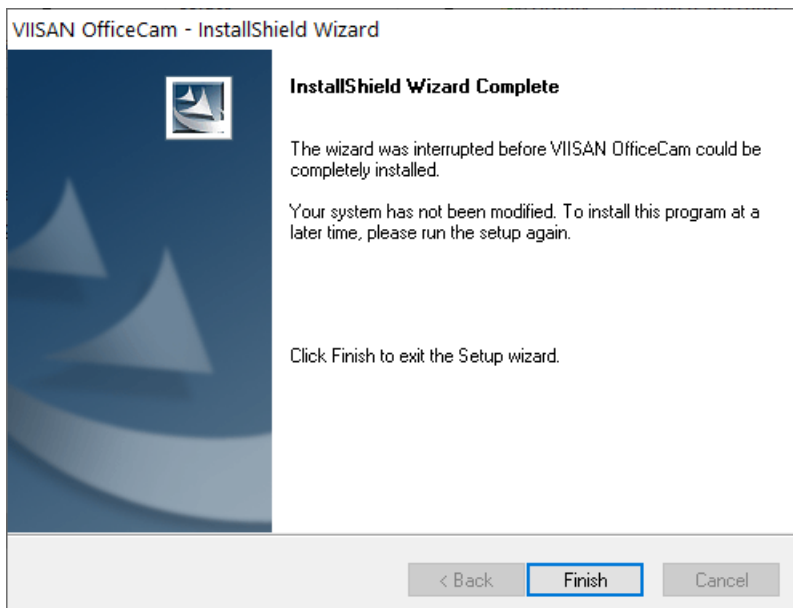 VIISAN OfficeCam - InstallShield Wizard
InstallShield Wizard Complete
The wizard was interrupted before VIISAN OfficeCam could be
completely installed.
Your system has not been modified. To install this program at a
later time, please run the setup again.
Click Finish to exit the Setup wizard.
< Back
Finish
Cancel